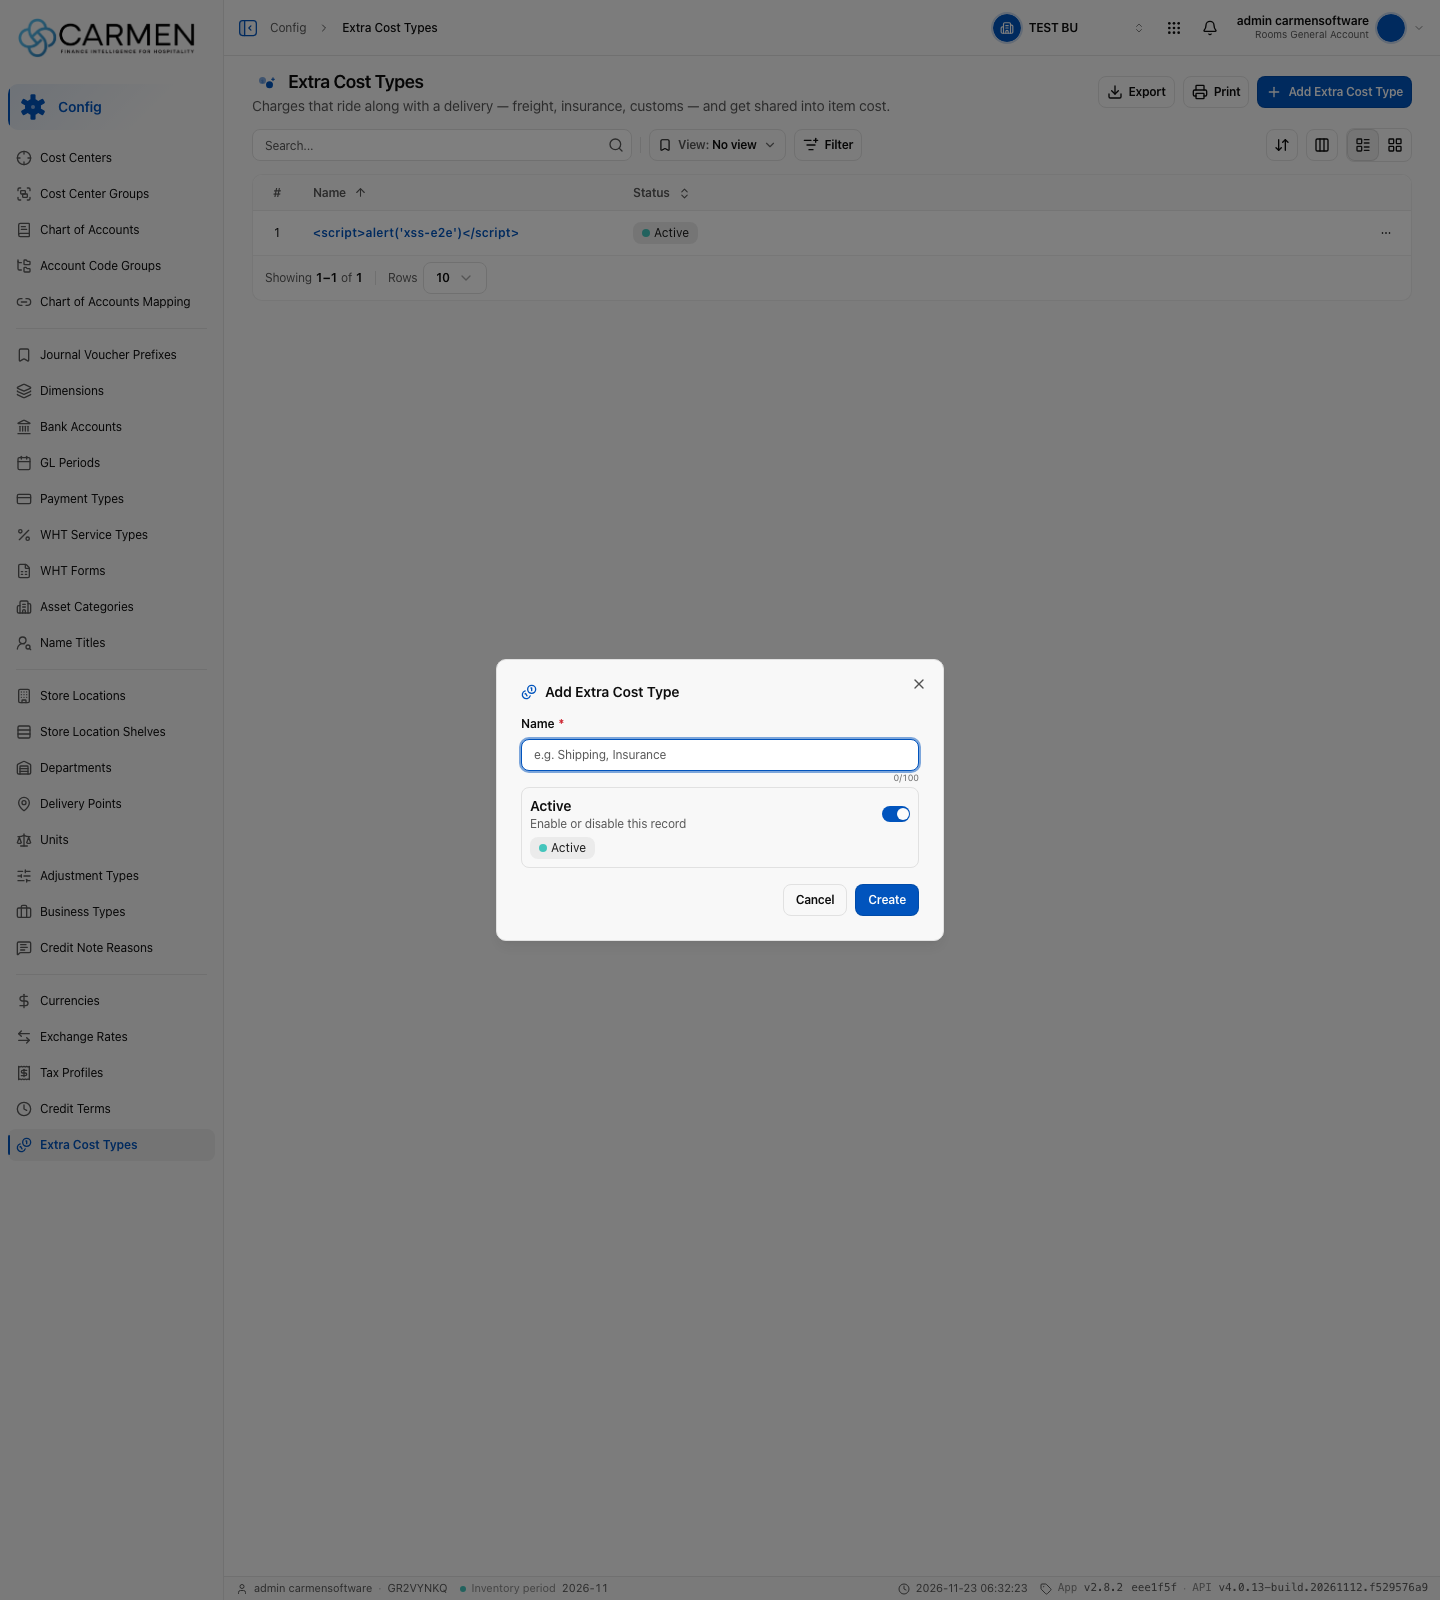 CARMEN
FINANCE INTELLIGENCE FOR HOSPITALITY
Config
Cost Centers
Cost Center Groups
Chart of Accounts
Account Code Groups
Chart of Accounts Mapping
Journal Voucher Prefixes
Dimensions
Bank Accounts
GL Periods
Payment Types
WHT Service Types
WHT Forms
Asset Categories
Name Titles
Store Locations
Store Location Shelves
Departments
Delivery Points
Units
Adjustment Types
Business Types
Credit Note Reasons
Currencies
Exchange Rates
Tax Profiles
Credit Terms
Extra Cost Types
Config > Extra Cost Types
TEST BU
admin carmensoftware
Rooms General Account
Extra Cost Types
Charges that ride along with a delivery — freight, insurance, customs — and get shared into item cost.
Export
Print
Add Extra Cost Type
Search...
View: No view
Filter
# Name Status
1 <script>alert('xss-e2e')</script> Active ...
Showing 1–1 of 1 Rows 10
Add Extra Cost Type
Name *
e.g. Shipping, Insurance
0/100
Active
Enable or disable this record
Active
Cancel
Create
admin carmensoftware · GR2VYNKQ Inventory period 2026-11
2026-11-23 06:32:23 App v2.8.2 eee1f5f · API v4.0.13-build.20261112.f529576a9